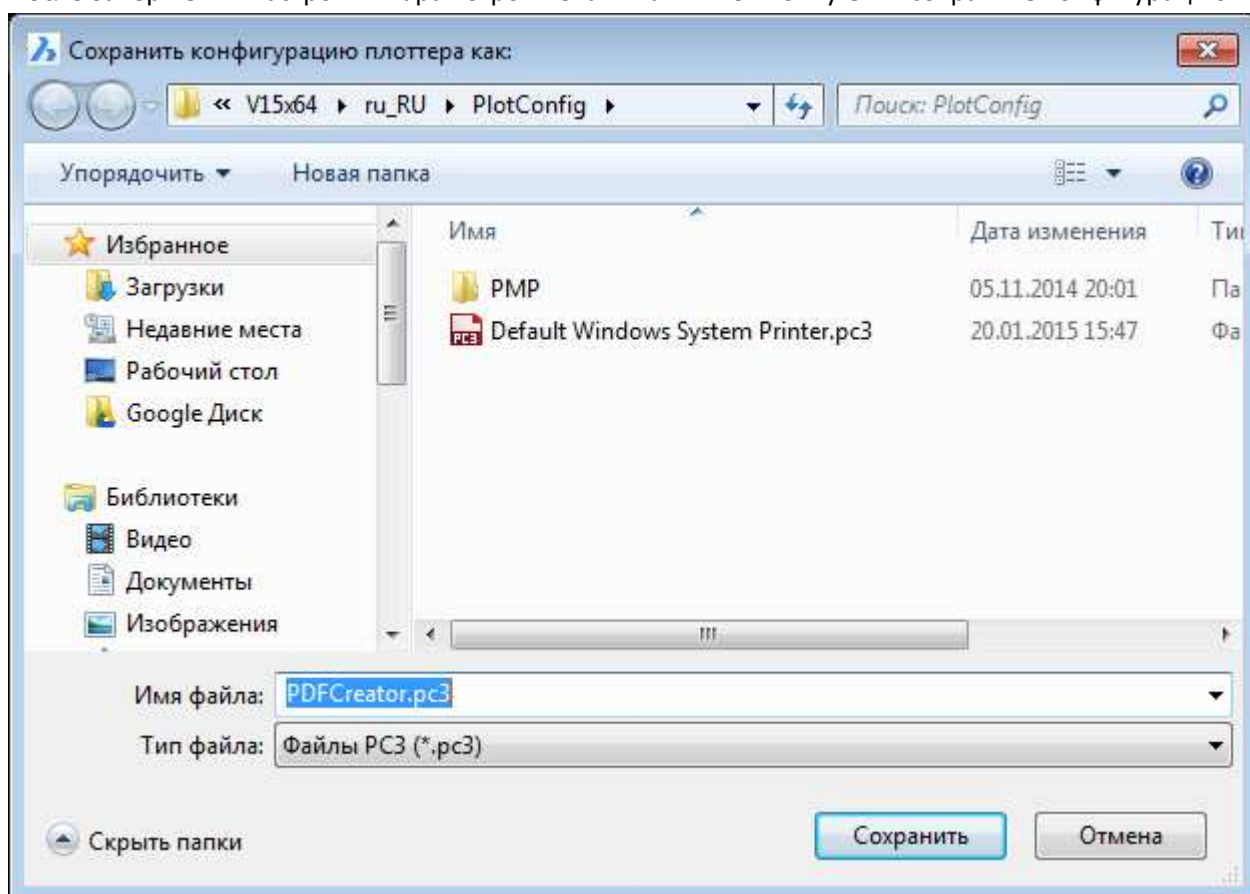 Сохранить конфигурацию плоттера как:
« V15x64 ru_RU PlotConfig
Поиск: PlotConfig
Упорядочить Новая папка
Избранное
Загрузки
Недавние места
Рабочий стол
Google Диск
Библиотеки
Видео
Документы
Изображения
Имя Дата изменения
PMP 05.11.2014 20:01 Па
Default Windows System Printer.pc3 20.01.2015 15:47 Фа
Имя файла: PDFCreator.pc3
Тип файла: Файлы PC3 (*.pc3)
Скрыть папки
Сохранить Отмена